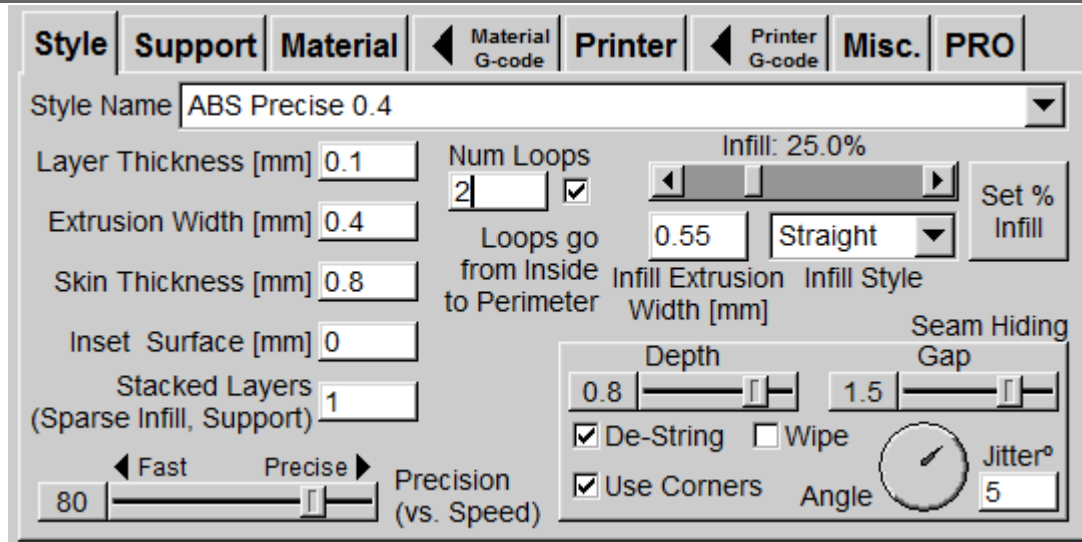 Style Support Material Material G-code Printer Printer G-code Misc. PRO
Style Name ABS Precise 0.4
Layer Thickness [mm] 0.1
Extrusion Width [mm] 0.4
Skin Thickness [mm] 0.8
Inset Surface [mm] 0
Stacked Layers
(Sparse Infill, Support) 1
Fast Precise
80
Precision
(vs. Speed)
Num Loops
2
Loops go
from Inside
to Perimeter
Infill: 25.0%
Set %
Infill
0.55 Straight
Infill Extrusion
Width [mm]
Infill Style
Seam Hiding
Depth Gap
0.8 1.5
De-String Wipe
Use Corners
Angle
Jitterº
5